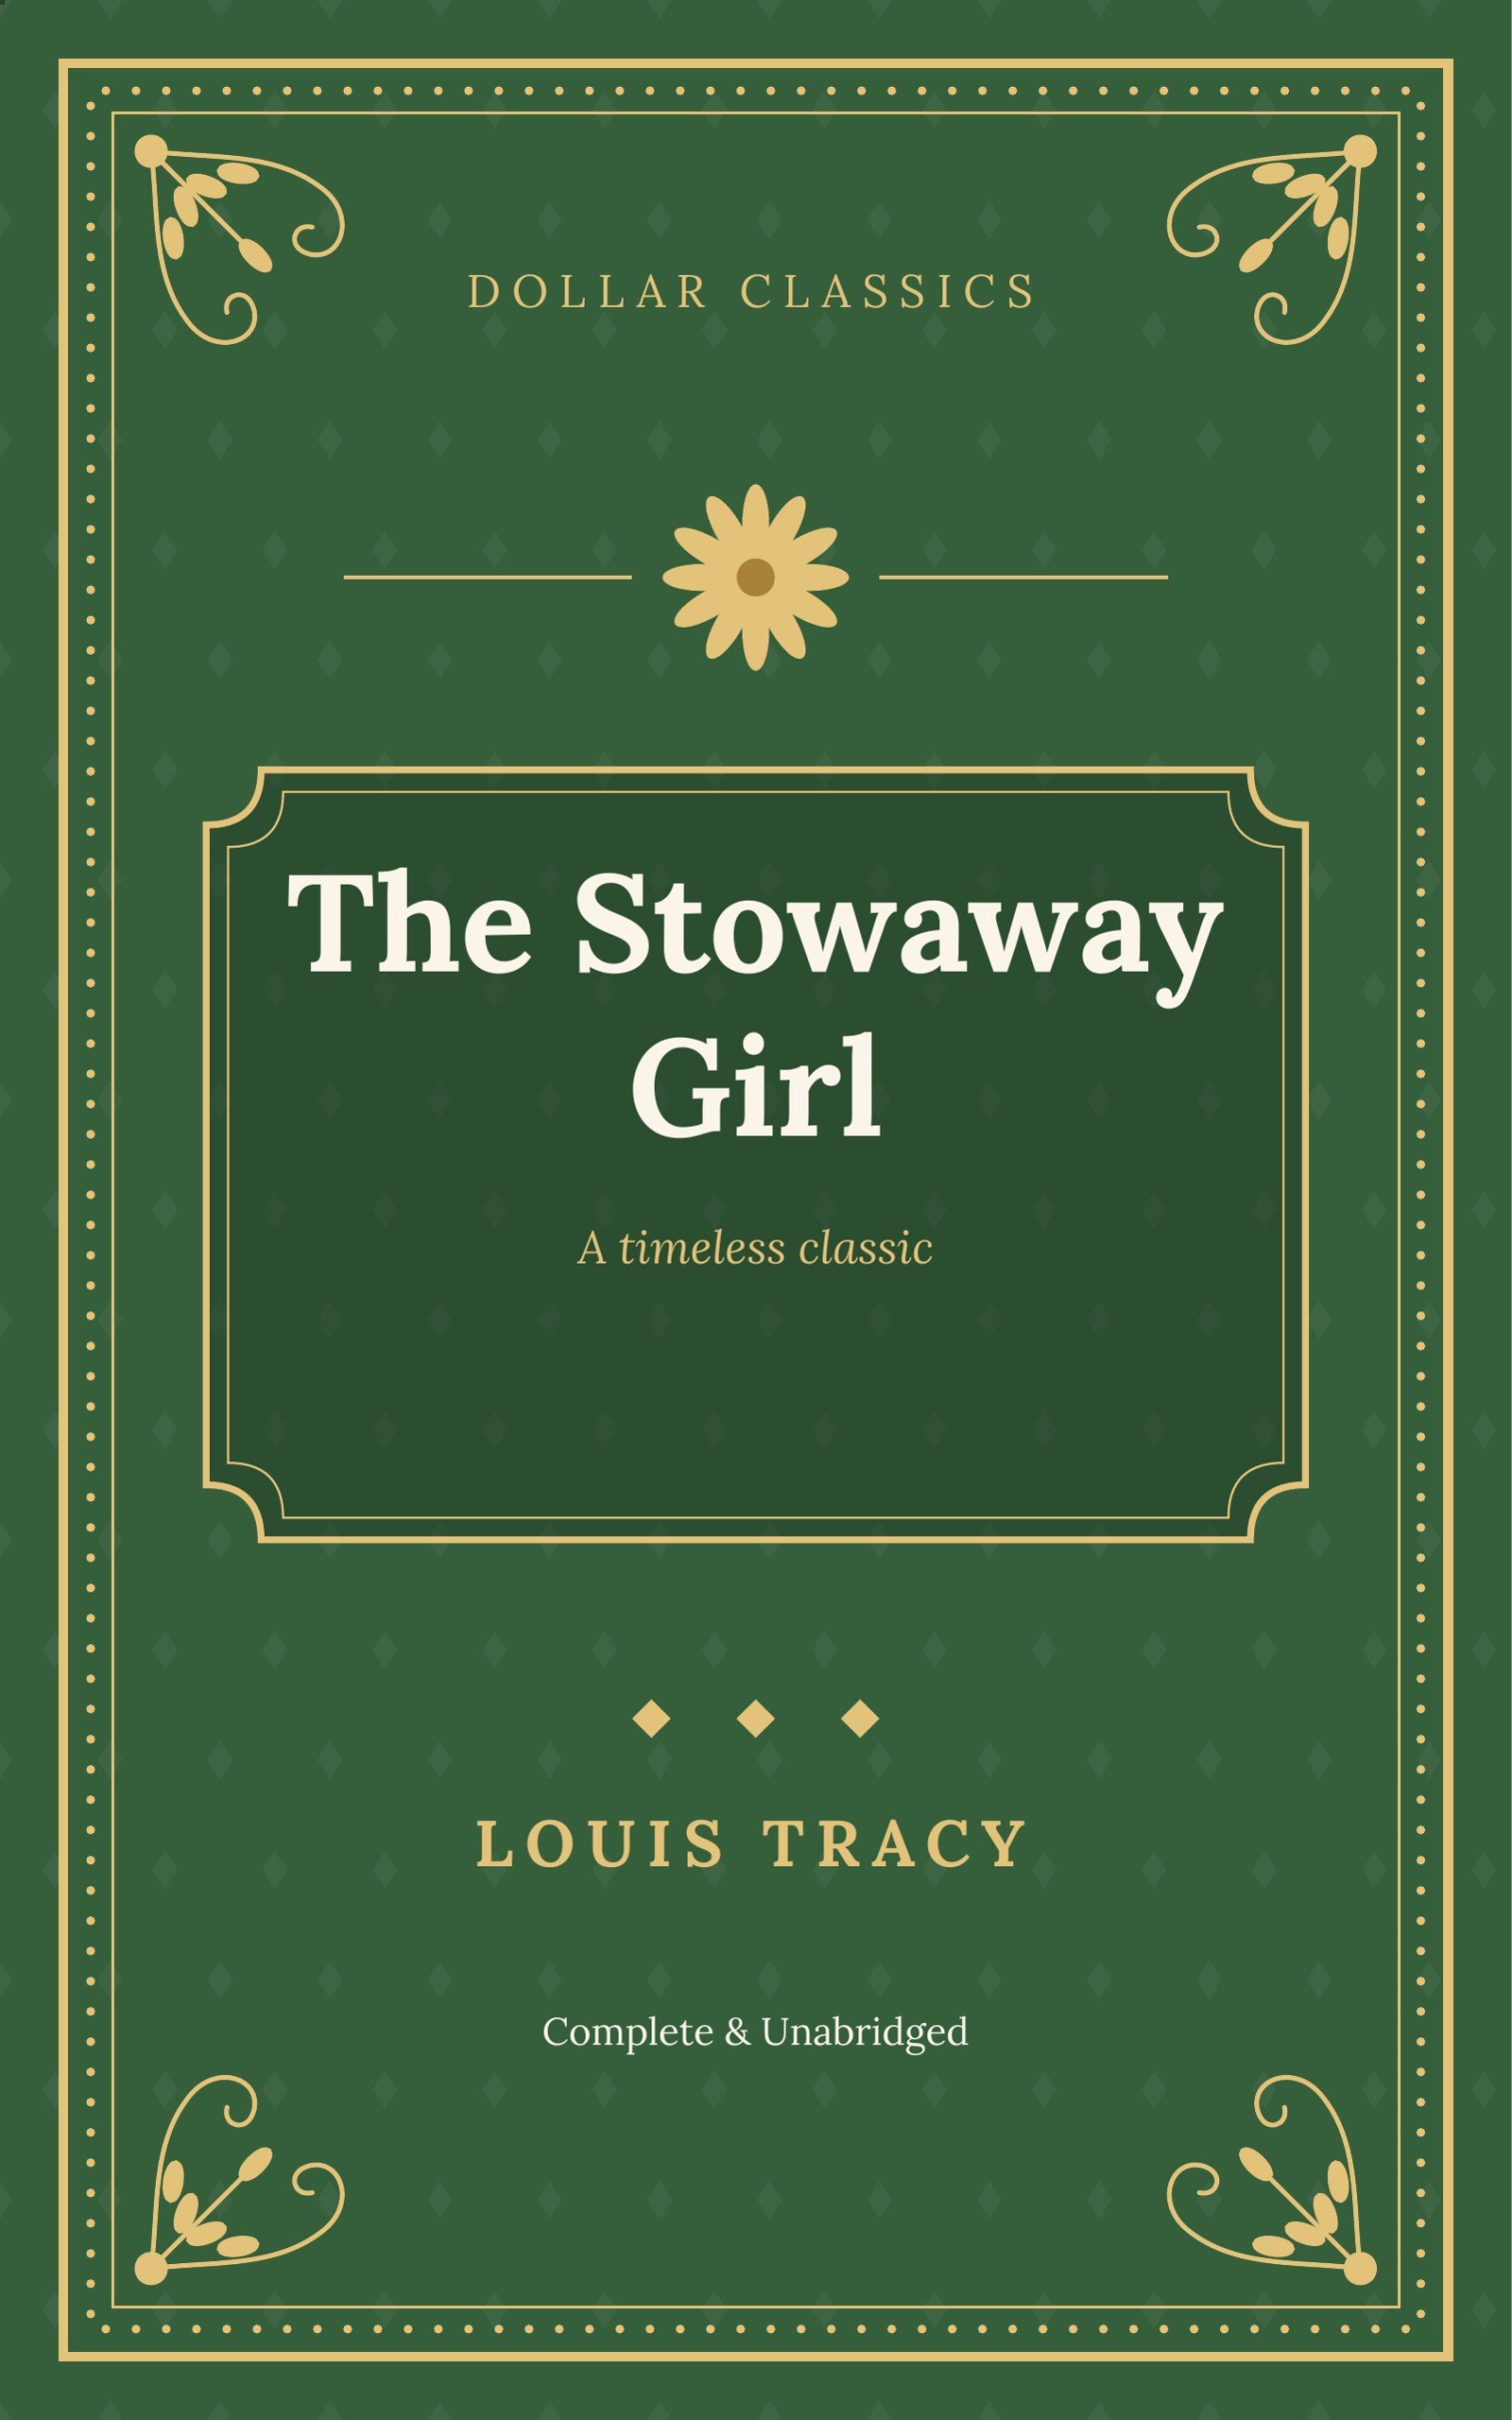 DOLLAR CLASSICS
The Stowaway
Girl
A timeless classic
LOUIS TRACY
Complete & Unabridged